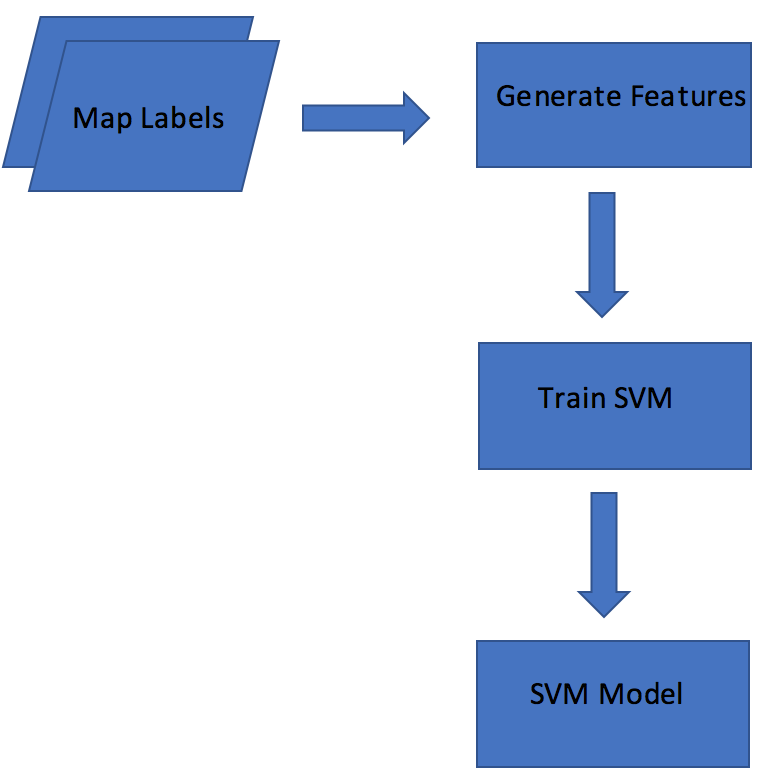 Map Labels
Generate Features
Train SVM
SVM Model